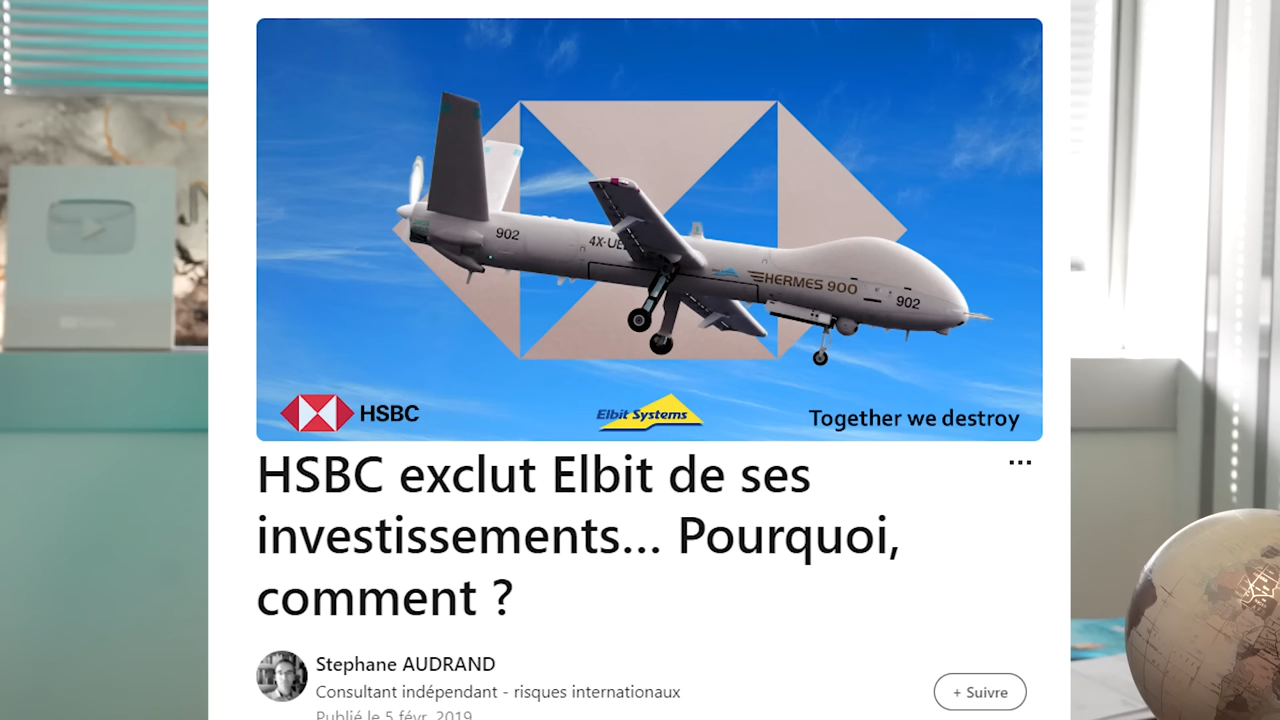 902
4X-UE
HERMES 900
902
HSBC
Elbit Systems
Together we destroy
HSBC exclut Elbit de ses
investissements... Pourquoi,
comment ?
Stephane AUDRAND
Consultant indépendant - risques internationaux
+ Suivre
Publié le 5 févr. 2019